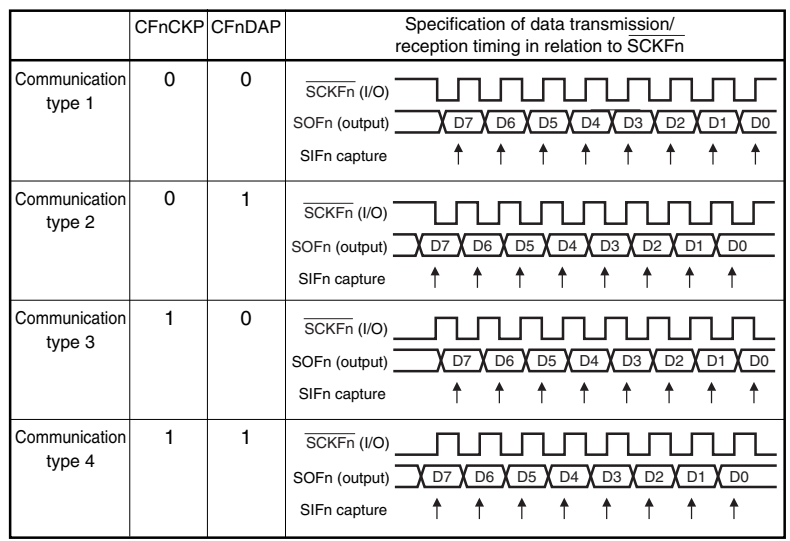 CFnCKP CFnDAP Specification of data transmission/
reception timing in relation to SCKFn
Communication type 1 0 0
SCKFn (I/O)
SOFn (output) D7 D6 D5 D4 D3 D2 D1 D0
SIFn capture
Communication type 2 0 1
SCKFn (I/O)
SOFn (output) D7 D6 D5 D4 D3 D2 D1 D0
SIFn capture
Communication type 3 1 0
SCKFn (I/O)
SOFn (output) D7 D6 D5 D4 D3 D2 D1 D0
SIFn capture
Communication type 4 1 1
SCKFn (I/O)
SOFn (output) D7 D6 D5 D4 D3 D2 D1 D0
SIFn capture